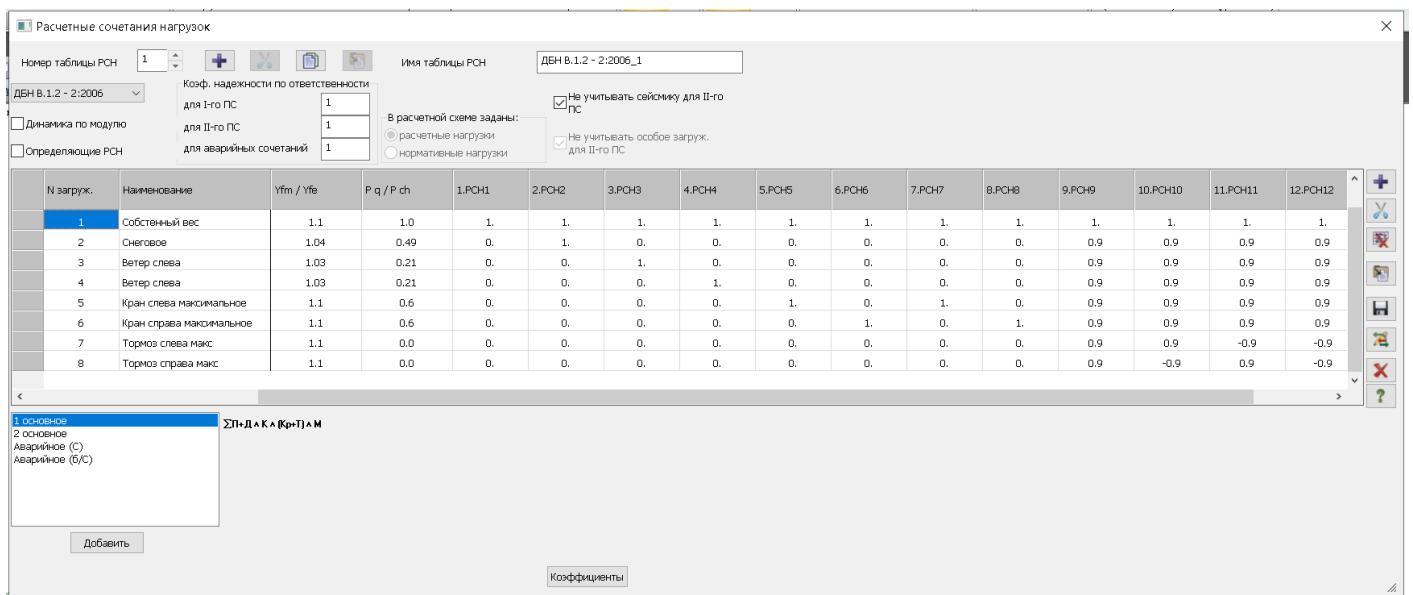 Расчетные сочетания нагрузок
Номер таблицы РСН 1 Имя таблицы РСН ДБН В.1.2 - 2:2006_1
ДБН В.1.2 - 2:2006
Динамика по модулю
Определяющие РСН
Коэф. надежности по ответственности
для I-го ПС 1
для II-го ПС 1
для аварийных сочетаний 1
В расчетной схеме заданы:
расчетные нагрузки
нормативные нагрузки
Не учитывать сейсмику для II-го
ПС
Не учитывать особое загруж.
для II-го ПС
N загруж. Наименование Yfm / Yfe P q / P ch 1.РСН1 2.РСН2 3.РСН3 4.РСН4 5.РСН5 6.РСН6 7.РСН7 8.РСН8 9.РСН9 10.РСН10 11.РСН11 12.РСН12
1 Собстенный вес 1.1 1.0 1. 1. 1. 1. 1. 1. 1. 1. 1. 1. 1. 1.
2 Снеговое 1.04 0.49 0. 1. 0. 0. 0. 0. 0. 0. 0.9 0.9 0.9 0.9
3 Ветер слева 1.03 0.21 0. 0. 1. 0. 0. 0. 0. 0. 0.9 0.9 0.9 0.9
4 Ветер слева 1.03 0.21 0. 0. 0. 1. 0. 0. 0. 0. 0.9 0.9 0.9 0.9
5 Кран слева максимальное 1.1 0.6 0. 0. 0. 0. 1. 0. 1. 0. 0.9 0.9 0.9 0.9
6 Кран справа максимальное 1.1 0.6 0. 0. 0. 0. 0. 1. 0. 1. 0.9 0.9 0.9 0.9
7 Тормоз слева макс 1.1 0.0 0. 0. 0. 0. 0. 0. 0. 0. 0.9 0.9 -0.9 -0.9
8 Тормоз справа макс 1.1 0.0 0. 0. 0. 0. 0. 0. 0. 0. 0.9 -0.9 0.9 -0.9
1 основное
2 основное
Аварийное (С)
Аварийное (б/С)
∑П+Д ∧ К ∧ (Кр+Т) ∧ М
Добавить
Коэффициенты